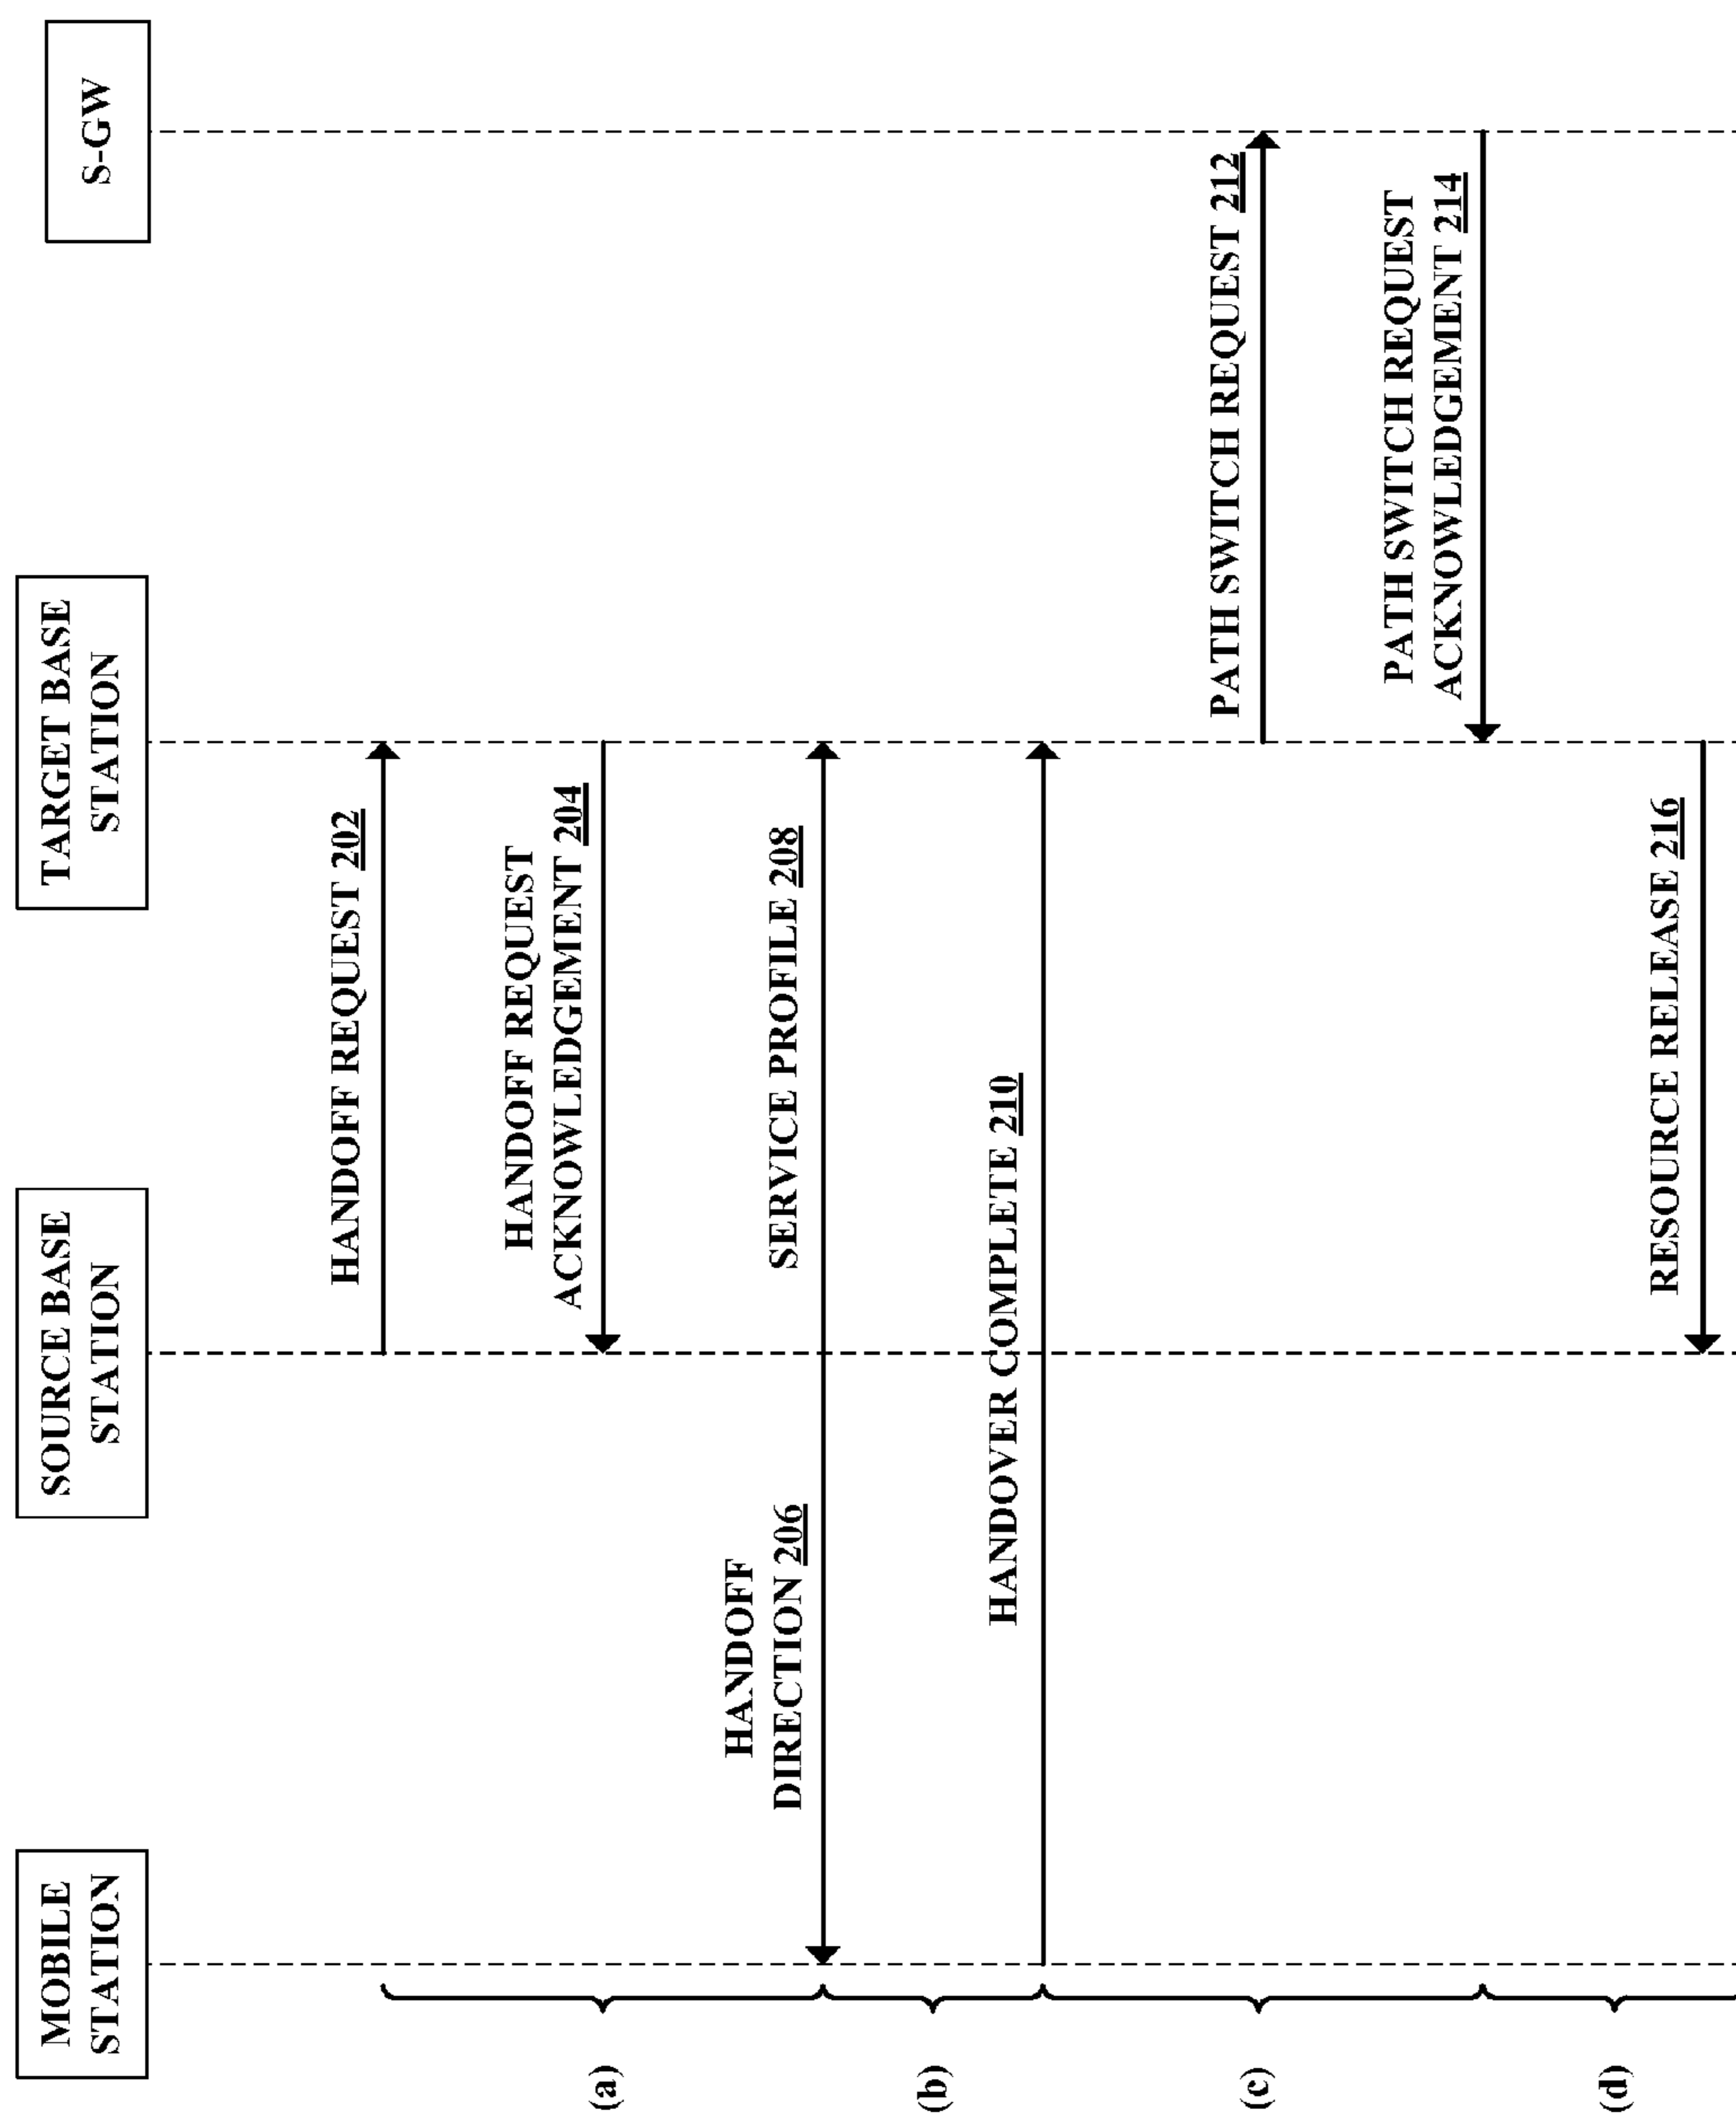 MOBILE
STATION
SOURCE BASE
STATION
TARGET BASE
STATION
S-GW
HANDOFF REQUEST 202
HANDOFF REQUEST
ACKNOWLEDGEMENT 204
(a)
HANDOFF
DIRECTION 206
SERVICE PROFILE 208
(b)
HANDOVER COMPLETE 210
PATH SWITCH REQUEST 212
(c)
PATH SWITCH REQUEST
ACKNOWLEDGEMENT 214
(d)
RESOURCE RELEASE 216